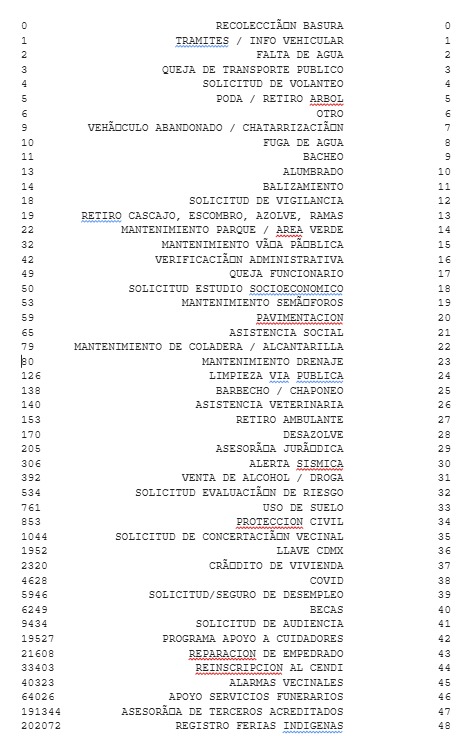 0 RECOLECCIÃ□N BASURA 0
1 TRAMITES / INFO VEHICULAR 1
2 FALTA DE AGUA 2
3 QUEJA DE TRANSPORTE PUBLICO 3
4 SOLICITUD DE VOLANTEO 4
5 PODA / RETIRO ARBOL 5
6 OTRO 6
9 VEHÃ□CULO ABANDONADO / CHATARRIZACIÃ□N 7
10 FUGA DE AGUA 8
11 BACHEO 9
13 ALUMBRADO 10
14 BALIZAMIENTO 11
18 SOLICITUD DE VIGILANCIA 12
19 RETIRO CASCAJO, ESCOMBRO, AZOLVE, RAMAS 13
22 MANTENIMIENTO PARQUE / AREA VERDE 14
32 MANTENIMIENTO VÃ□A PÃ□BLICA 15
42 VERIFICACIÃ□N ADMINISTRATIVA 16
49 QUEJA FUNCIONARIO 17
50 SOLICITUD ESTUDIO SOCIOECONOMICO 18
53 MANTENIMIENTO SEMÃ□FOROS 19
59 PAVIMENTACION 20
65 ASISTENCIA SOCIAL 21
79 MANTENIMIENTO DE COLADERA / ALCANTARILLA 22
80 MANTENIMIENTO DRENAJE 23
126 LIMPIEZA VIA PUBLICA 24
138 BARBECHO / CHAPONEO 25
140 ASISTENCIA VETERINARIA 26
153 RETIRO AMBULANTE 27
170 DESAZOLVE 28
205 ASESORÃ□A JURÃ□DICA 29
306 ALERTA SISMICA 30
392 VENTA DE ALCOHOL / DROGA 31
534 SOLICITUD EVALUACIÃ□N DE RIESGO 32
761 USO DE SUELO 33
853 PROTECCION CIVIL 34
1044 SOLICITUD DE CONCERTACIÃ□N VECINAL 35
1952 LLAVE CDMX 36
2320 CRÃ□DITO DE VIVIENDA 37
4628 COVID 38
5946 SOLICITUD/SEGURO DE DESEMPLEO 39
6249 BECAS 40
9434 SOLICITUD DE AUDIENCIA 41
19527 PROGRAMA APOYO A CUIDADORES 42
21608 REPARACION DE EMPEDRADO 43
33403 REINSCRIPCION AL CENDI 44
40323 ALARMAS VECINALES 45
64026 APOYO SERVICIOS FUNERARIOS 46
191344 ASESORÃ□A DE TERCEROS ACREDITADOS 47
202072 REGISTRO FERIAS INDIGENAS 48